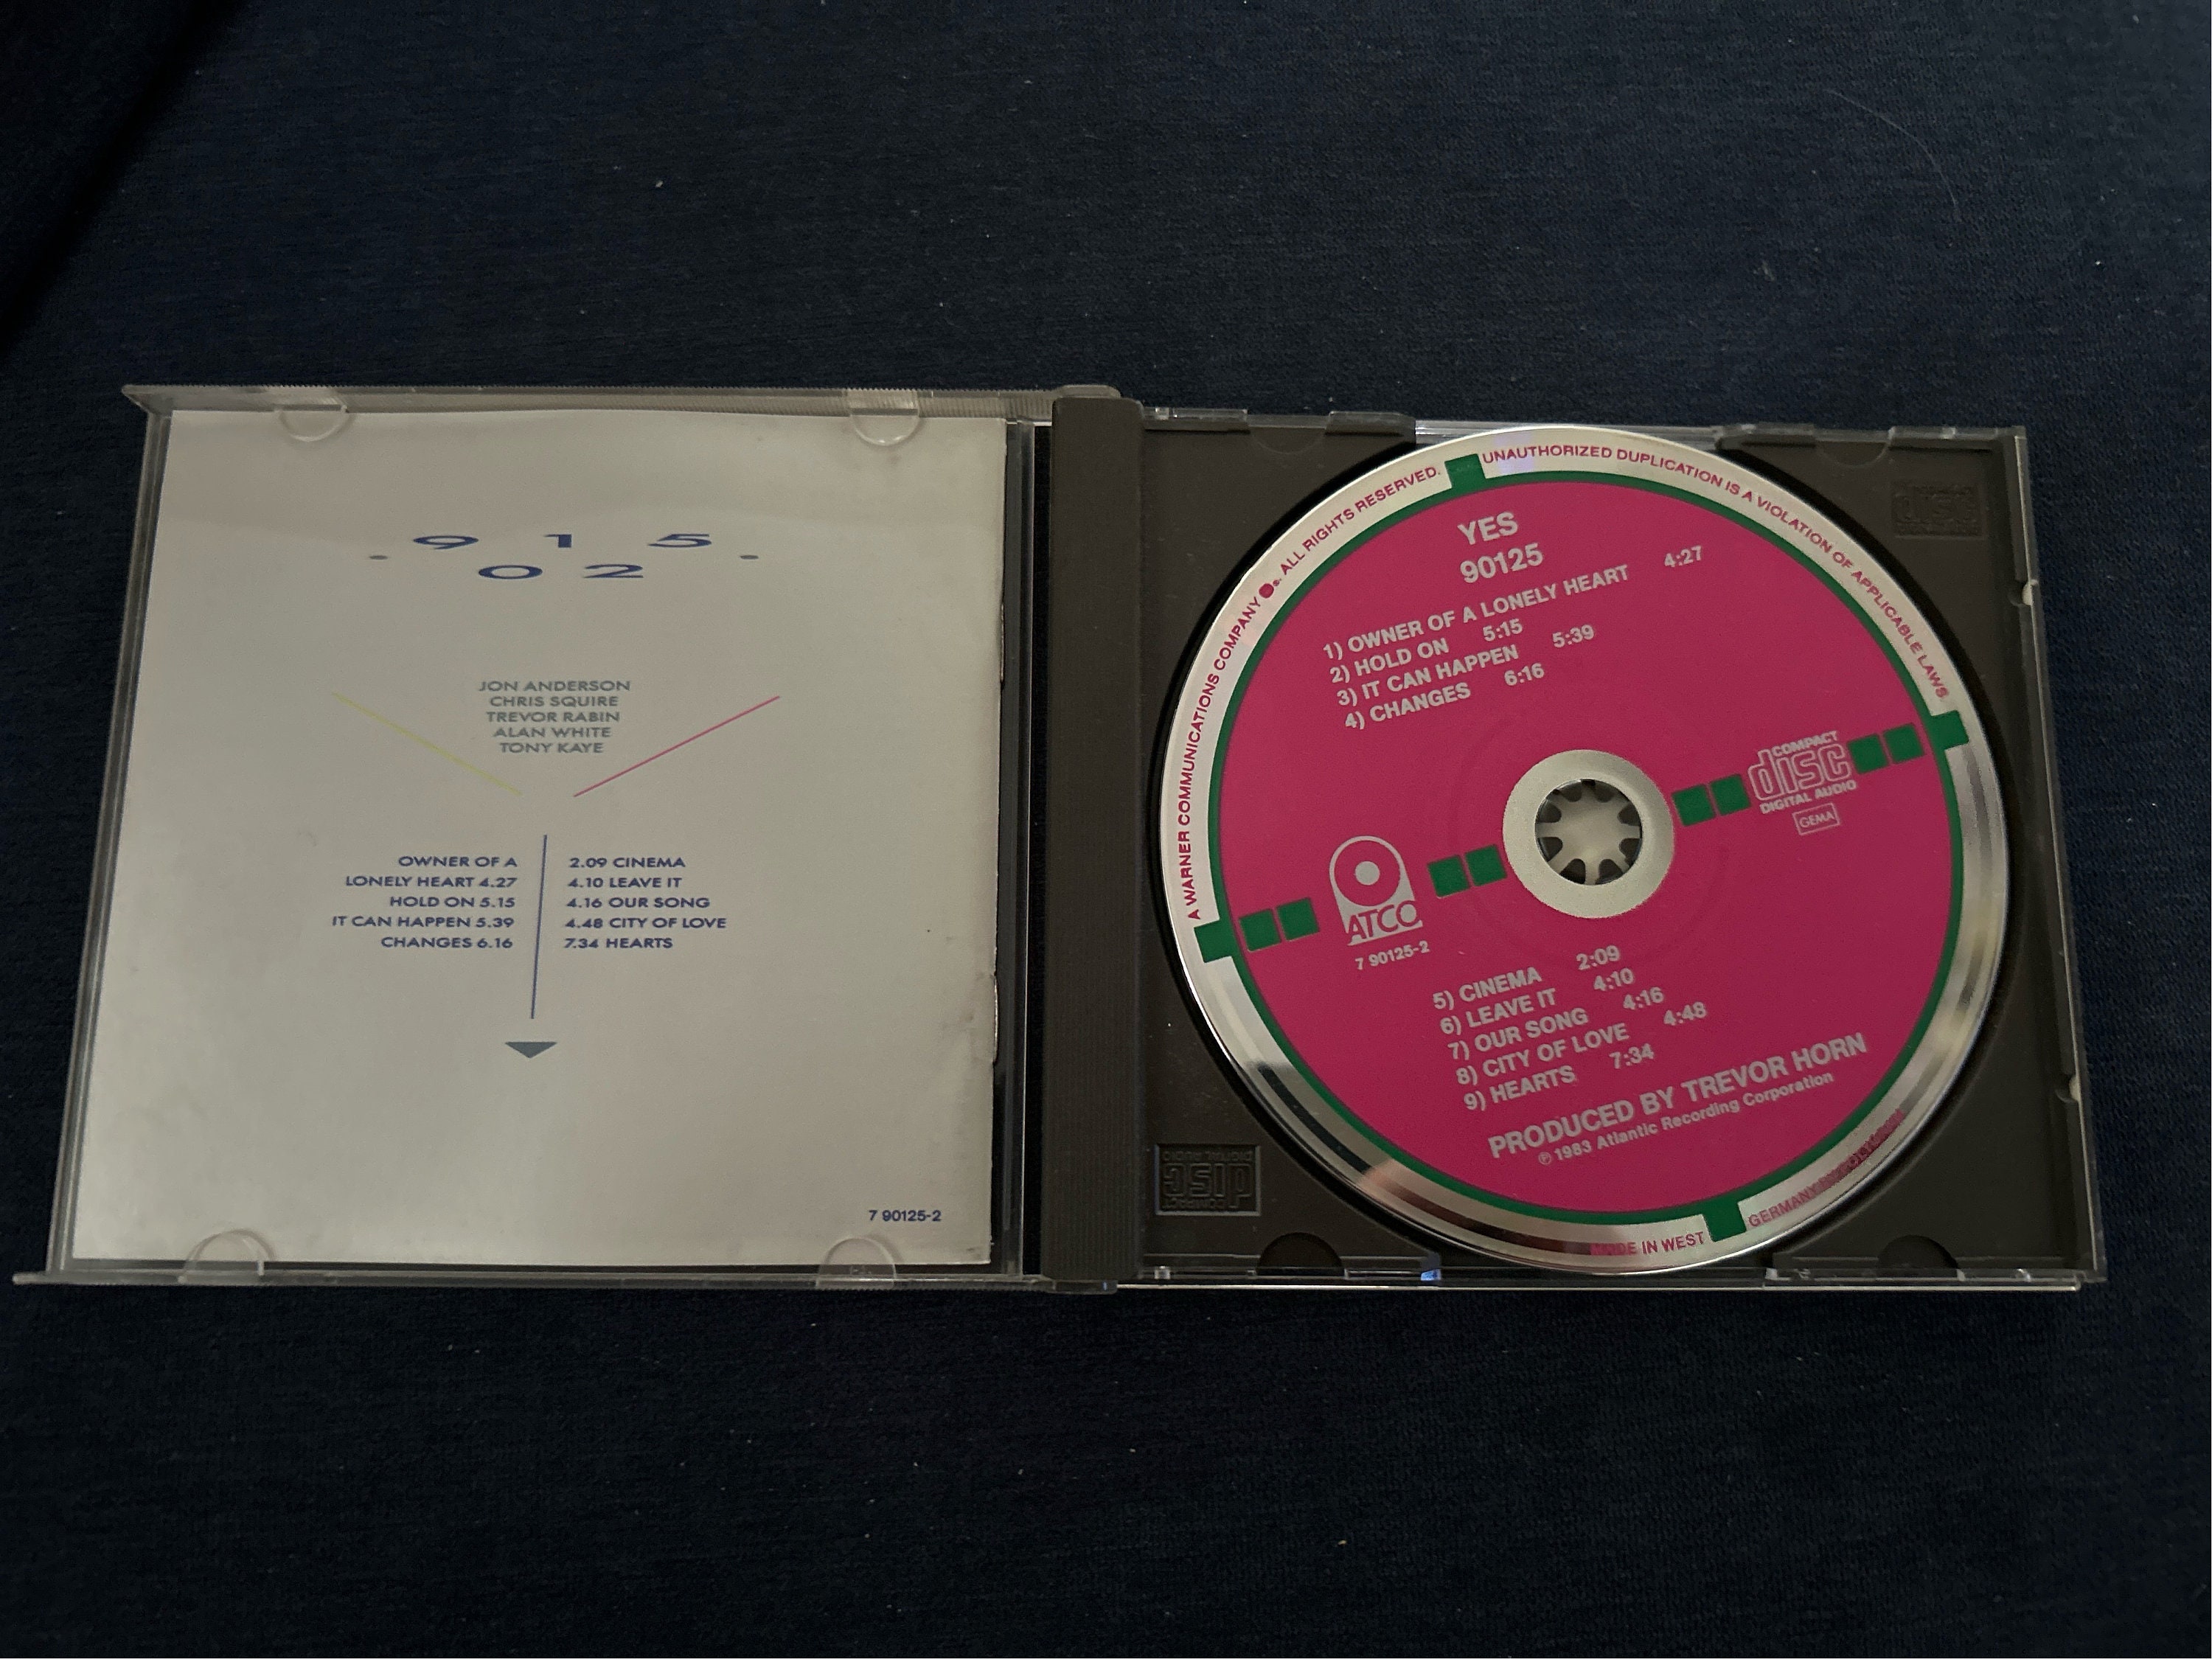 . 9 1 5 .
0 2
JON ANDERSON
CHRIS SQUIRE
TREVOR RABIN
ALAN WHITE
TONY KAYE
OWNER OF A
LONELY HEART 4.27
HOLD ON 5.15
IT CAN HAPPEN 5.39
CHANGES 6.16
2.09 CINEMA
4.10 LEAVE IT
4.16 OUR SONG
4.48 CITY OF LOVE
7.34 HEARTS
7 90125-2
A WARNER COMMUNICATIONS COMPANY ®. ALL RIGHTS RESERVED. UNAUTHORIZED DUPLICATION IS A VIOLATION OF APPLICABLE LAWS
YES
90125
1) OWNER OF A LONELY HEART 4:27
2) HOLD ON 5:15
3) IT CAN HAPPEN 5:39
4) CHANGES 6:16
COMPACT
disc
DIGITAL AUDIO
GEMA
ATCO
7 90125-2
5) CINEMA 2:09
6) LEAVE IT 4:10
7) OUR SONG 4:16
8) CITY OF LOVE 4:48
9) HEARTS 7:34
PRODUCED BY TREVOR HORN
℗ 1983 Atlantic Recording Corporation
MADE IN WEST GERMANY
COMPACT
disc
DIGITAL AUDIO